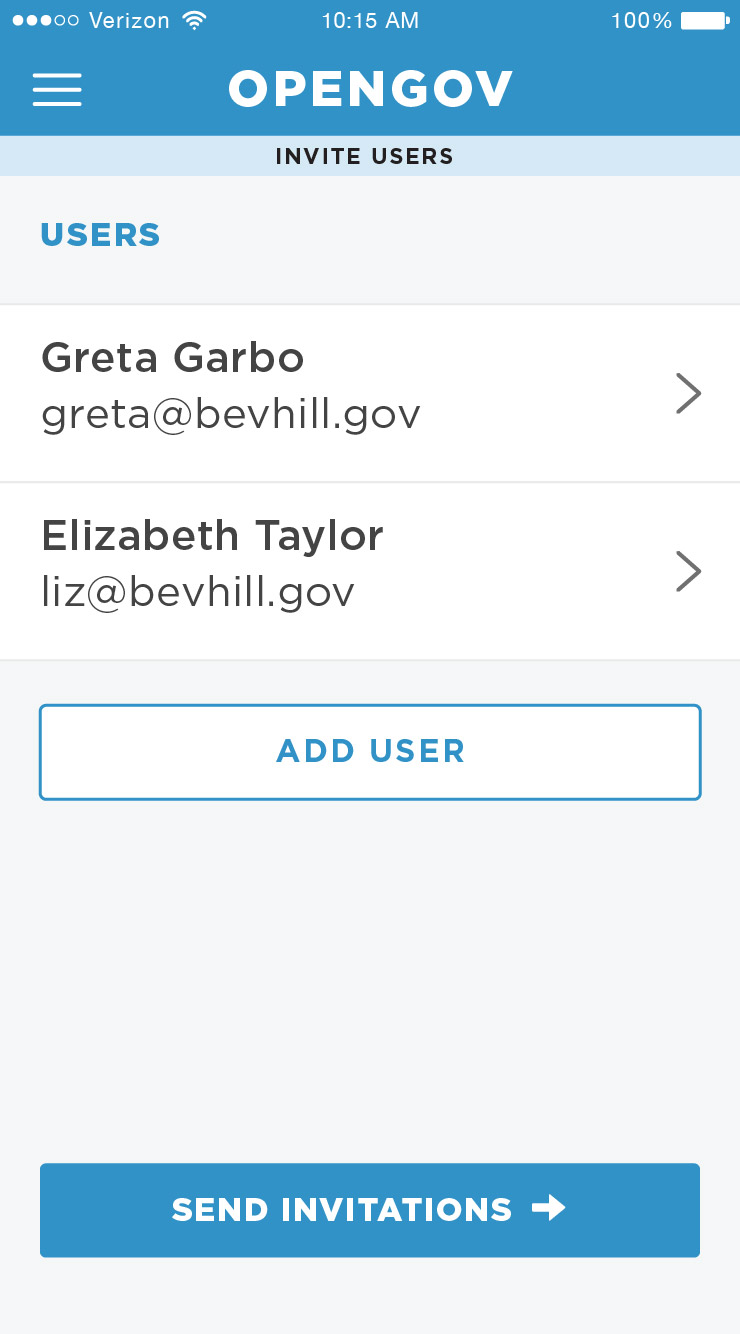 Verizon 10:15 AM 100%
OPENGOV
INVITE USERS
USERS
Greta Garbo
greta@bevhill.gov
Elizabeth Taylor
liz@bevhill.gov
ADD USER
SEND INVITATIONS